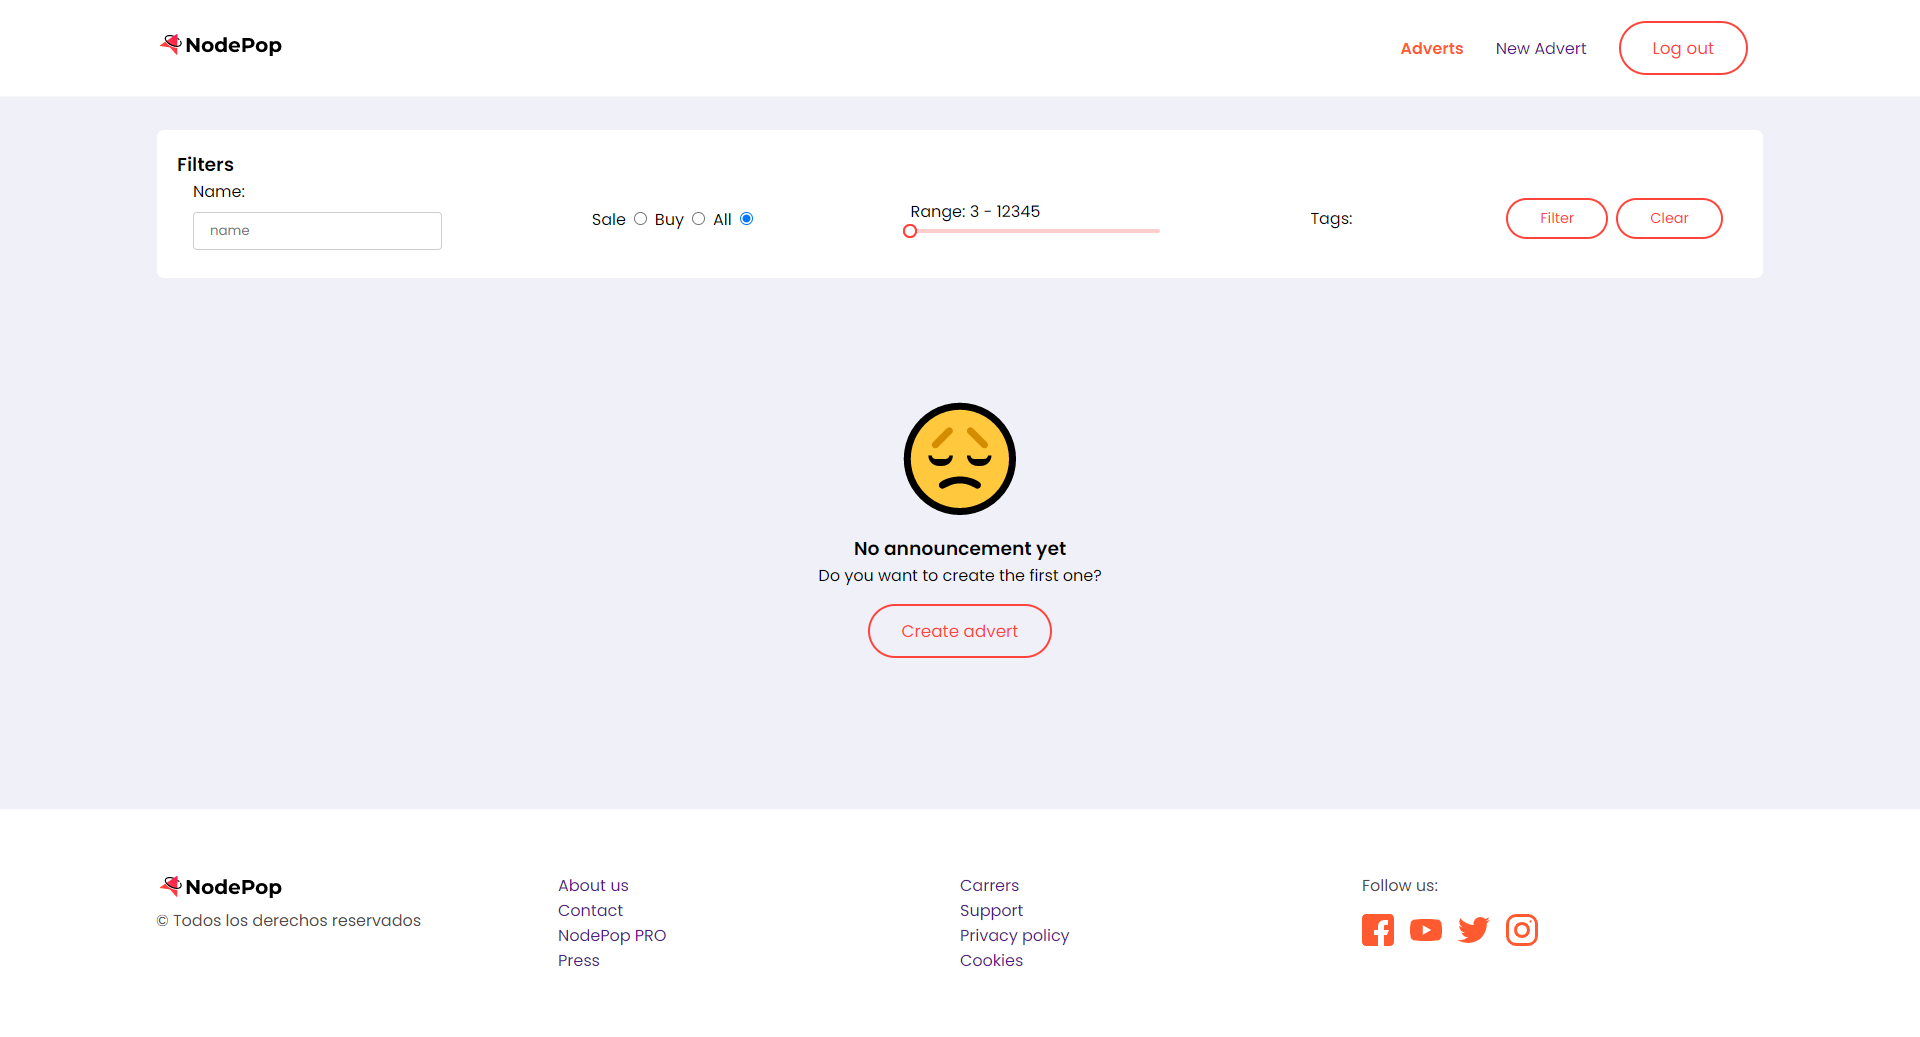 NodePop
Adverts New Advert Log out
Filters
Name:
name
Sale Buy All
Range: 3 - 12345
Tags:
Filter Clear
No announcement yet
Do you want to create the first one?
Create advert
NodePop
© Todos los derechos reservados
About us
Contact
NodePop PRO
Press
Carrers
Support
Privacy policy
Cookies
Follow us: